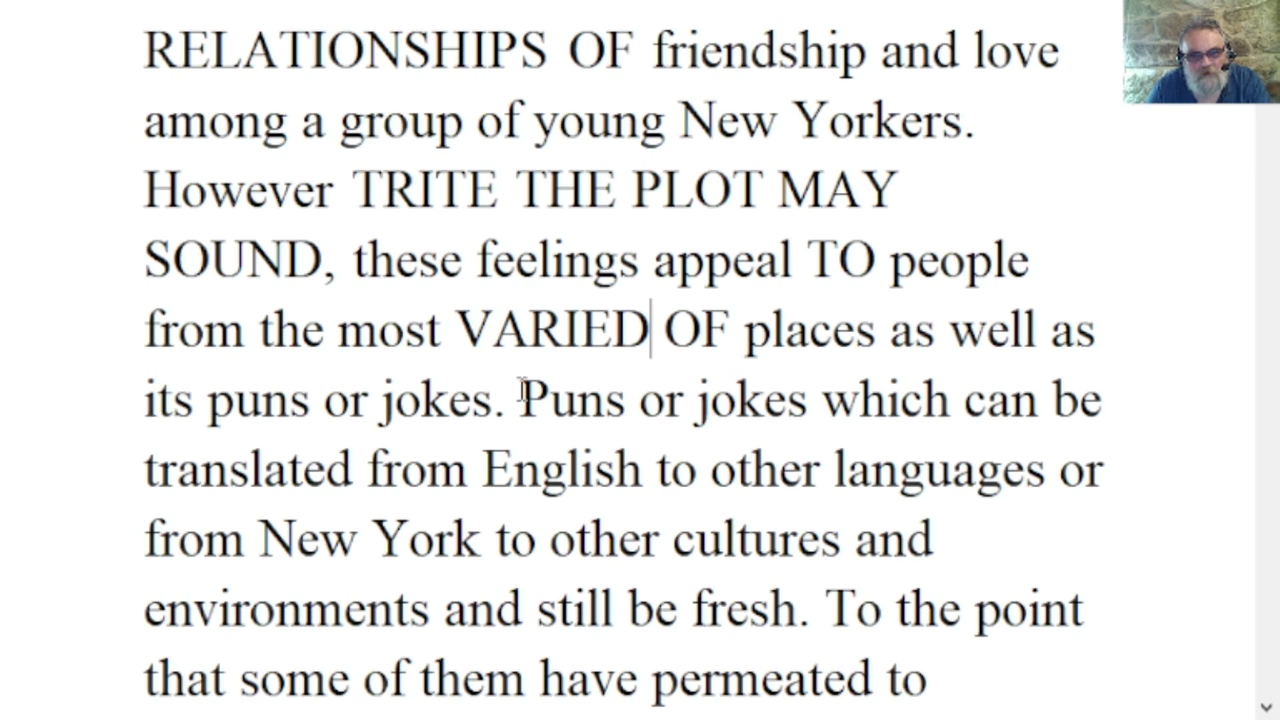 RELATIONSHIPS OF friendship and love
among a group of young New Yorkers.
However TRITE THE PLOT MAY
SOUND, these feelings appeal TO people
from the most VARIED OF places as well as
its puns or jokes. Puns or jokes which can be
translated from English to other languages or
from New York to other cultures and
environments and still be fresh. To the point
that some of them have permeated to